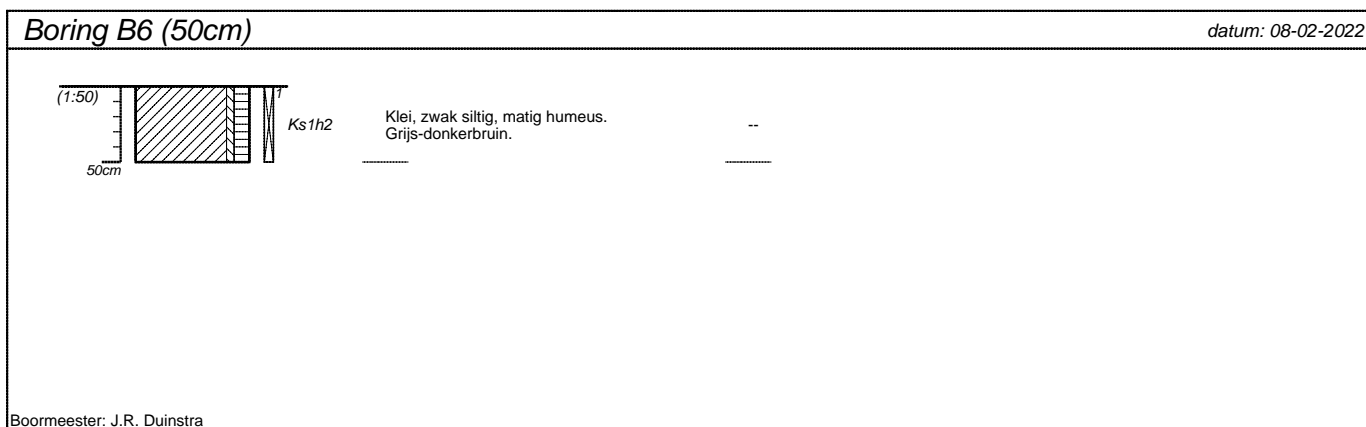 Boring B6 (50cm)
datum: 08-02-2022
(1:50)
1
Ks1h2
Klei, zwak siltig, matig humeus.
Grijs-donkerbruin.
--
50cm
Boormeester: J.R. Duinstra